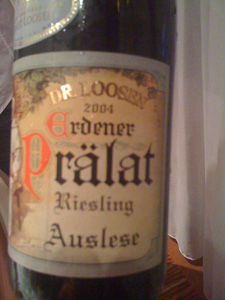 DR. LOOSEN
2004
Erdener
Prälat
Riesling
Auslese